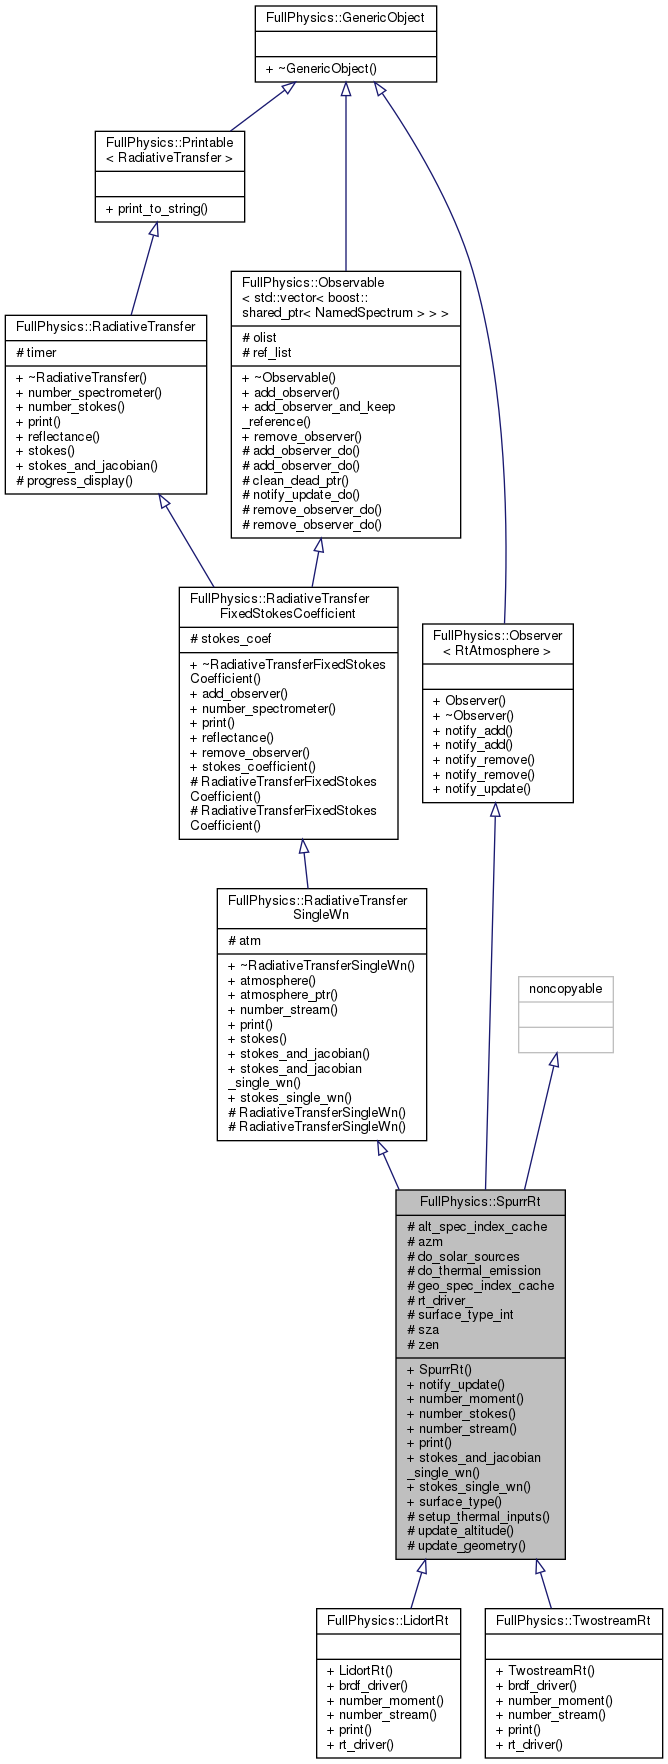 FullPhysics::GenericObject
+ ~GenericObject()
FullPhysics::Printable
< RadiativeTransfer >
+ print_to_string()
FullPhysics::Observable
< std::vector< boost::
shared_ptr< NamedSpectrum > > >
# olist
# ref_list
+ ~Observable()
+ add_observer()
+ add_observer_and_keep
_reference()
+ remove_observer()
# add_observer_do()
# add_observer_do()
# clean_dead_ptr()
# notify_update_do()
# remove_observer_do()
# remove_observer_do()
FullPhysics::RadiativeTransfer
# timer
+ ~RadiativeTransfer()
+ number_spectrometer()
+ number_stokes()
+ print()
+ reflectance()
+ stokes()
+ stokes_and_jacobian()
# progress_display()
FullPhysics::RadiativeTransfer
FixedStokesCoefficient
# stokes_coef
+ ~RadiativeTransferFixedStokes
Coefficient()
+ add_observer()
+ number_spectrometer()
+ print()
+ reflectance()
+ remove_observer()
+ stokes_coefficient()
# RadiativeTransferFixedStokes
Coefficient()
# RadiativeTransferFixedStokes
Coefficient()
FullPhysics::Observer
< RtAtmosphere >
+ Observer()
+ ~Observer()
+ notify_add()
+ notify_add()
+ notify_remove()
+ notify_remove()
+ notify_update()
FullPhysics::RadiativeTransfer
SingleWn
# atm
+ ~RadiativeTransferSingleWn()
+ atmosphere()
+ atmosphere_ptr()
+ number_stream()
+ print()
+ stokes()
+ stokes_and_jacobian()
+ stokes_and_jacobian
_single_wn()
+ stokes_single_wn()
# RadiativeTransferSingleWn()
# RadiativeTransferSingleWn()
noncopyable
FullPhysics::SpurrRt
# alt_spec_index_cache
# azm
# do_solar_sources
# do_thermal_emission
# geo_spec_index_cache
# rt_driver_
# surface_type_int
# sza
# zen
+ SpurrRt()
+ notify_update()
+ number_moment()
+ number_stokes()
+ number_stream()
+ print()
+ stokes_and_jacobian
_single_wn()
+ stokes_single_wn()
+ surface_type()
# setup_thermal_inputs()
# update_altitude()
# update_geometry()
FullPhysics::LidortRt
+ LidortRt()
+ brdf_driver()
+ number_moment()
+ number_stream()
+ print()
+ rt_driver()
FullPhysics::TwostreamRt
+ TwostreamRt()
+ brdf_driver()
+ number_moment()
+ number_stream()
+ print()
+ rt_driver()